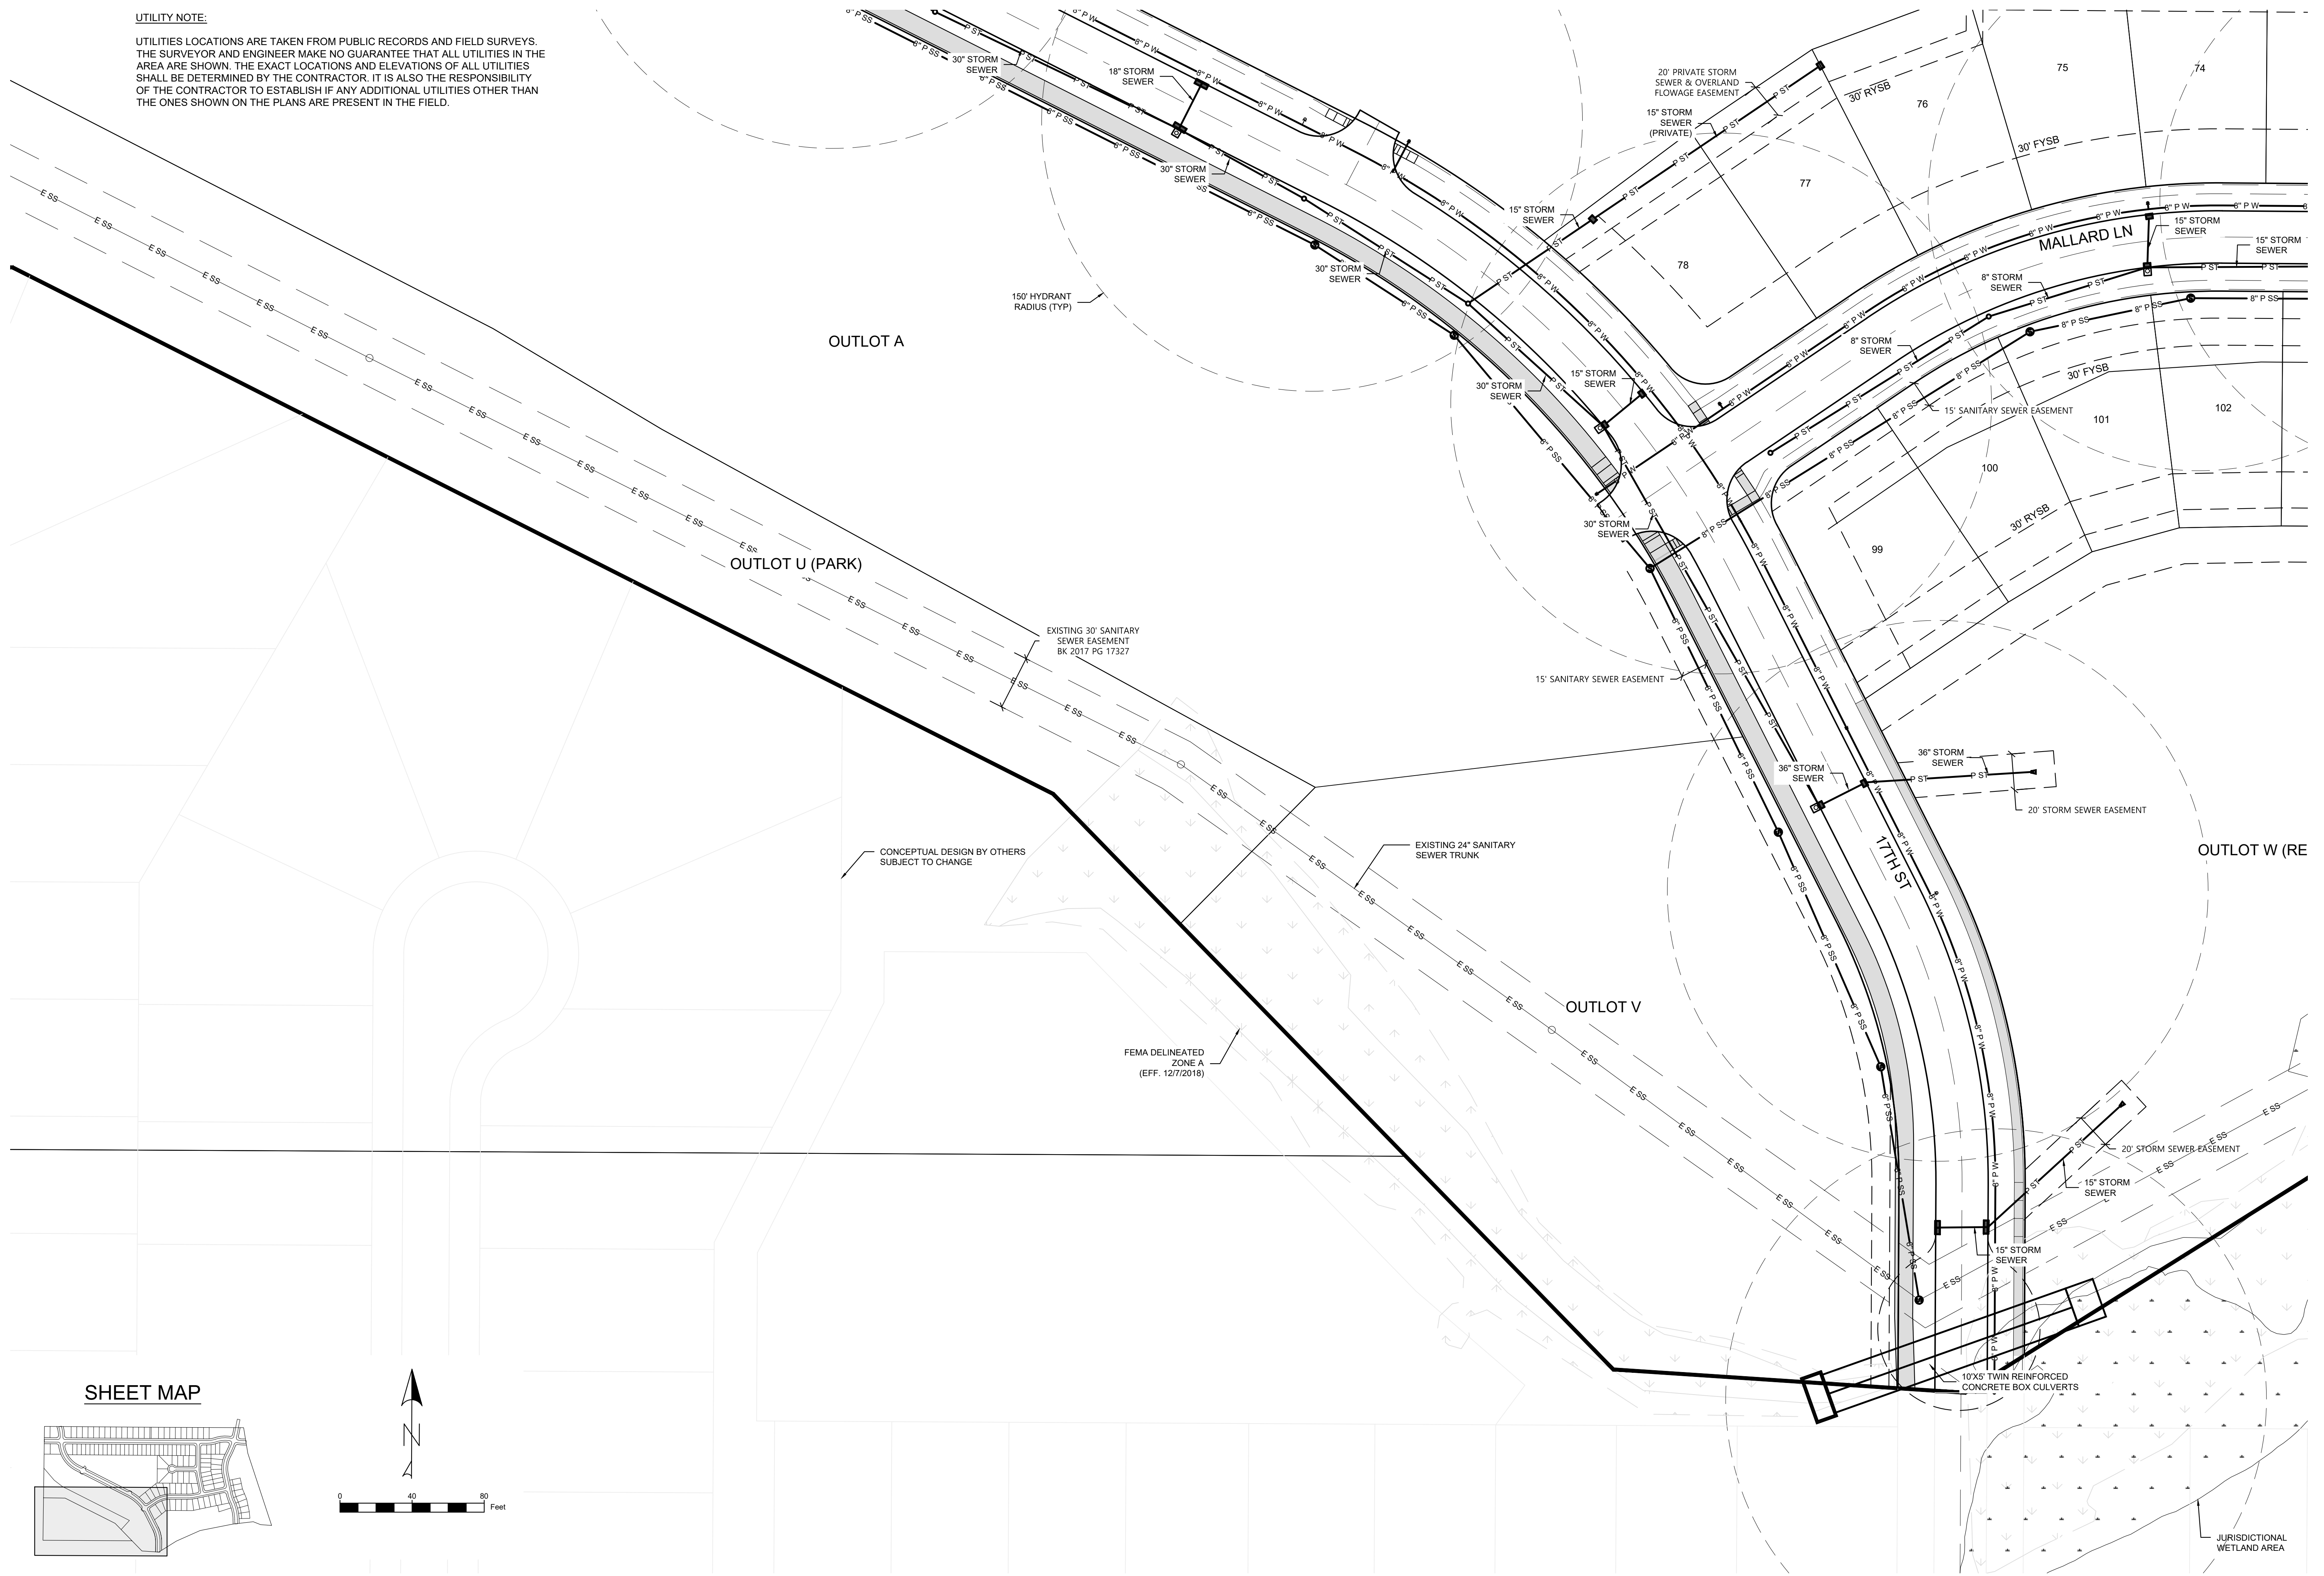 UTILITY NOTE:
UTILITIES LOCATIONS ARE TAKEN FROM PUBLIC RECORDS AND FIELD SURVEYS.
THE SURVEYOR AND ENGINEER MAKE NO GUARANTEE THAT ALL UTILITIES IN THE
AREA ARE SHOWN. THE EXACT LOCATIONS AND ELEVATIONS OF ALL UTILITIES
SHALL BE DETERMINED BY THE CONTRACTOR. IT IS ALSO THE RESPONSIBILITY
OF THE CONTRACTOR TO ESTABLISH IF ANY ADDITIONAL UTILITIES OTHER THAN
THE ONES SHOWN ON THE PLANS ARE PRESENT IN THE FIELD.
30" STORM
SEWER
18" STORM
SEWER
30" STORM
SEWER
20' PRIVATE STORM
SEWER & OVERLAND
FLOWAGE EASEMENT
15" STORM
SEWER
(PRIVATE)
30' RYSB
75
74
76
30' FYSB
77
15" STORM
SEWER
78
MALLARD LN
15" STORM
SEWER
15" STORM
SEWER
8" STORM
SEWER
30" STORM
SEWER
150' HYDRANT
RADIUS (TYP)
OUTLOT A
8" STORM
SEWER
30' FYSB
15" STORM
SEWER
30" STORM
SEWER
15' SANITARY SEWER EASEMENT
101
102
100
30" STORM
SEWER
30' RYSB
99
OUTLOT U (PARK)
EXISTING 30' SANITARY
SEWER EASEMENT
BK 2017 PG 17327
15' SANITARY SEWER EASEMENT
36" STORM
SEWER
36" STORM
SEWER
20' STORM SEWER EASEMENT
17TH ST
OUTLOT W (RE
CONCEPTUAL DESIGN BY OTHERS
SUBJECT TO CHANGE
EXISTING 24" SANITARY
SEWER TRUNK
OUTLOT V
FEMA DELINEATED
ZONE A
(EFF. 12/7/2018)
20' STORM SEWER EASEMENT
15" STORM
SEWER
15" STORM
SEWER
10'X5' TWIN REINFORCED
CONCRETE BOX CULVERTS
JURISDICTIONAL
WETLAND AREA
SHEET MAP
N
0 40 80
Feet
E SS
P ST
8" P W
6" P SS
8" P SS